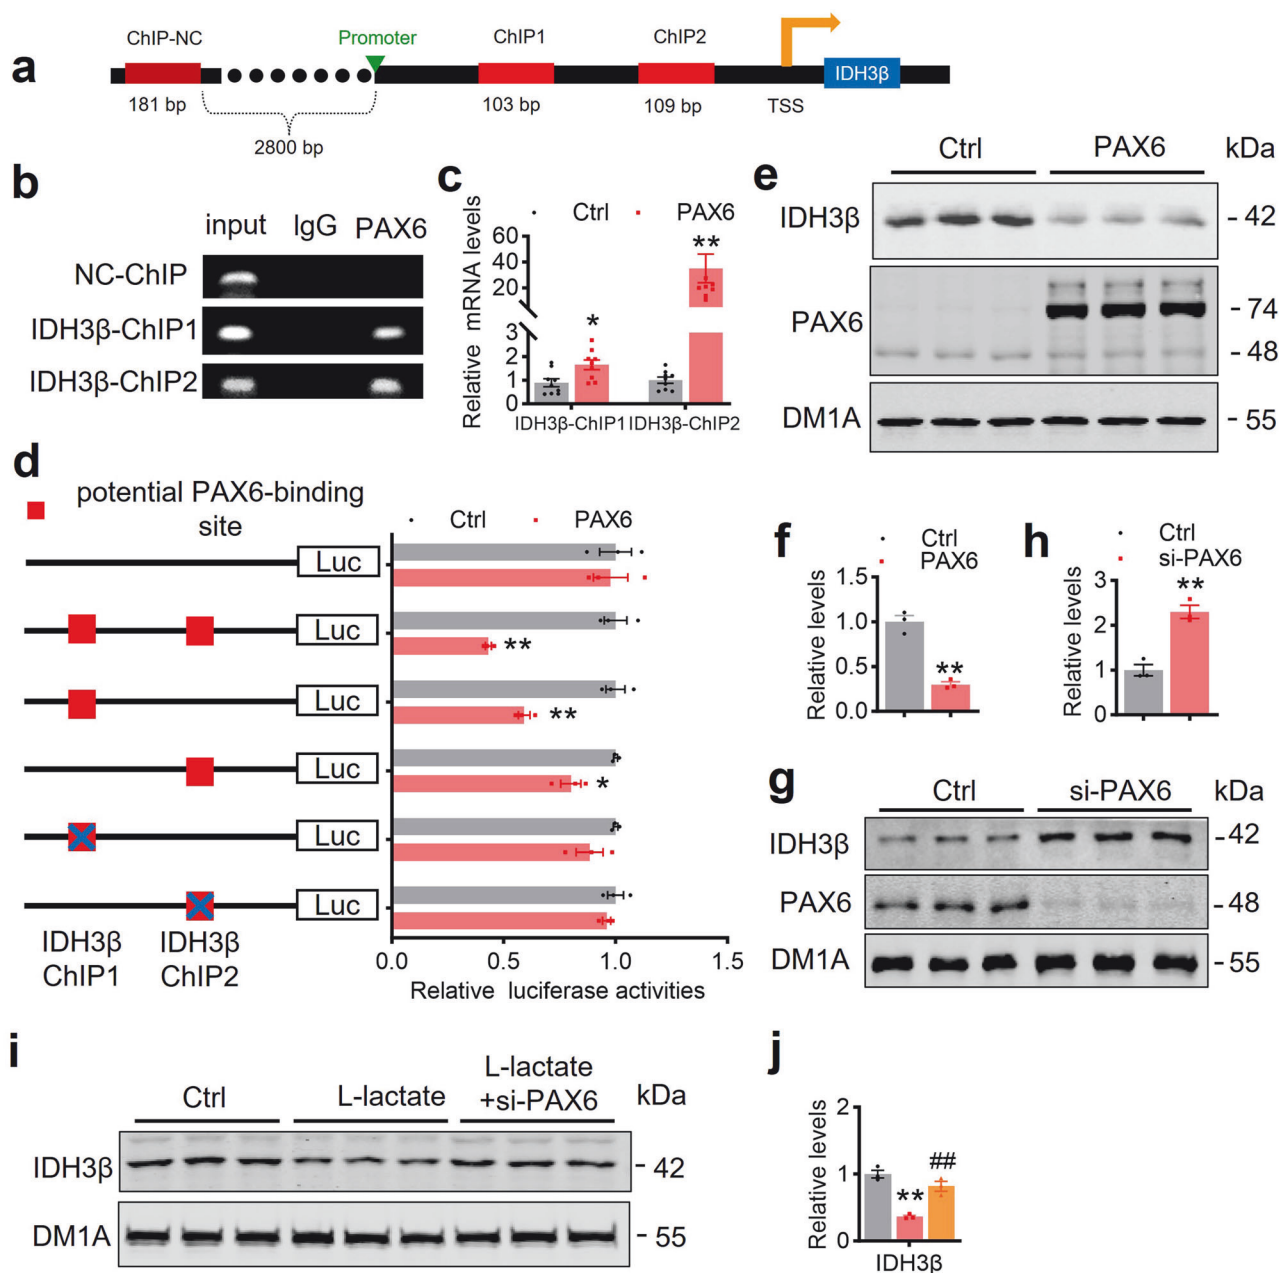 a
ChIP-NC
Promoter
ChIP1
ChIP2
IDH3β
181 bp
103 bp
109 bp
TSS
2800 bp
b
input IgG PAX6
NC-ChIP
IDH3β-ChIP1
IDH3β-ChIP2
c
Ctrl PAX6
Relative mRNA levels
60
40
20
3
2
1
0
*
**
IDH3β-ChIP1 IDH3β-ChIP2
d
potential PAX6-binding
site
Ctrl PAX6
Luc
Luc
**
Luc
**
Luc
*
Luc
Luc
IDH3β
ChIP1
IDH3β
ChIP2
0.0 0.5 1.0 1.5
Relative luciferase activities
e
Ctrl PAX6 kDa
IDH3β - 42
PAX6 - 74
- 48
DM1A - 55
f
Ctrl
PAX6
Relative levels
1.5
1.0
0.5
0.0
**
h
Ctrl
si-PAX6
Relative levels
3
2
1
0
**
g
Ctrl si-PAX6 kDa
IDH3β - 42
PAX6 - 48
DM1A - 55
i
Ctrl
L-lactate
L-lactate
+si-PAX6
kDa
IDH3β - 42
DM1A - 55
j
Relative levels
2
1
0
**
##
IDH3β